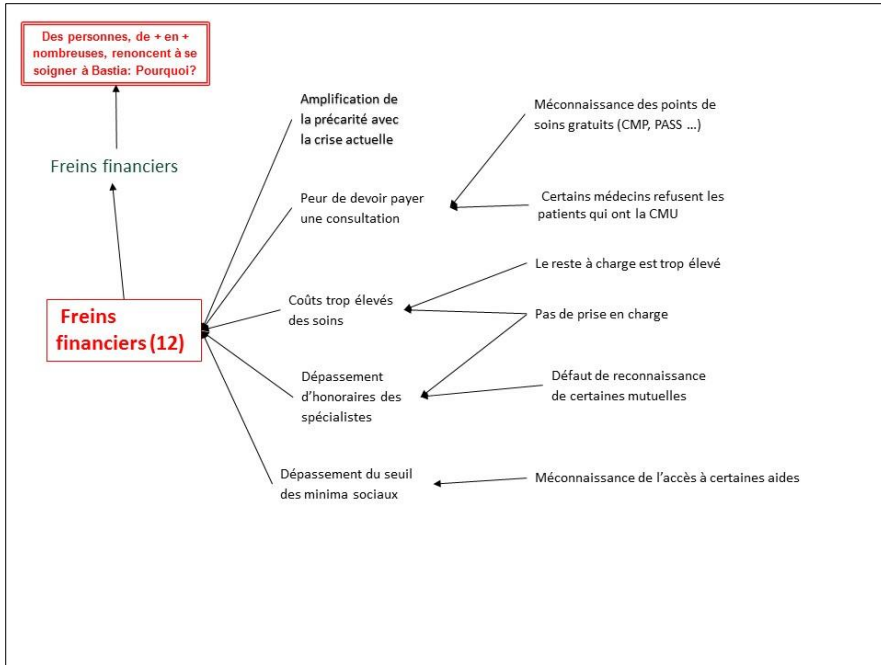 Des personnes, de + en +
nombreuses, renoncent à se
soigner à Bastia: Pourquoi?
Freins financiers
Freins
financiers (12)
Amplification de
la précarité avec
la crise actuelle
Peur de devoir payer
une consultation
Coûts trop élevés
des soins
Dépassement
d'honoraires des
spécialistes
Dépassement du seuil
des minima sociaux
Méconnaissance des points de
soins gratuits (CMP, PASS ...)
Certains médecins refusent les
patients qui ont la CMU
Le reste à charge est trop élevé
Pas de prise en charge
Défaut de reconnaissance
de certaines mutuelles
Méconnaissance de l'accès à certaines aides